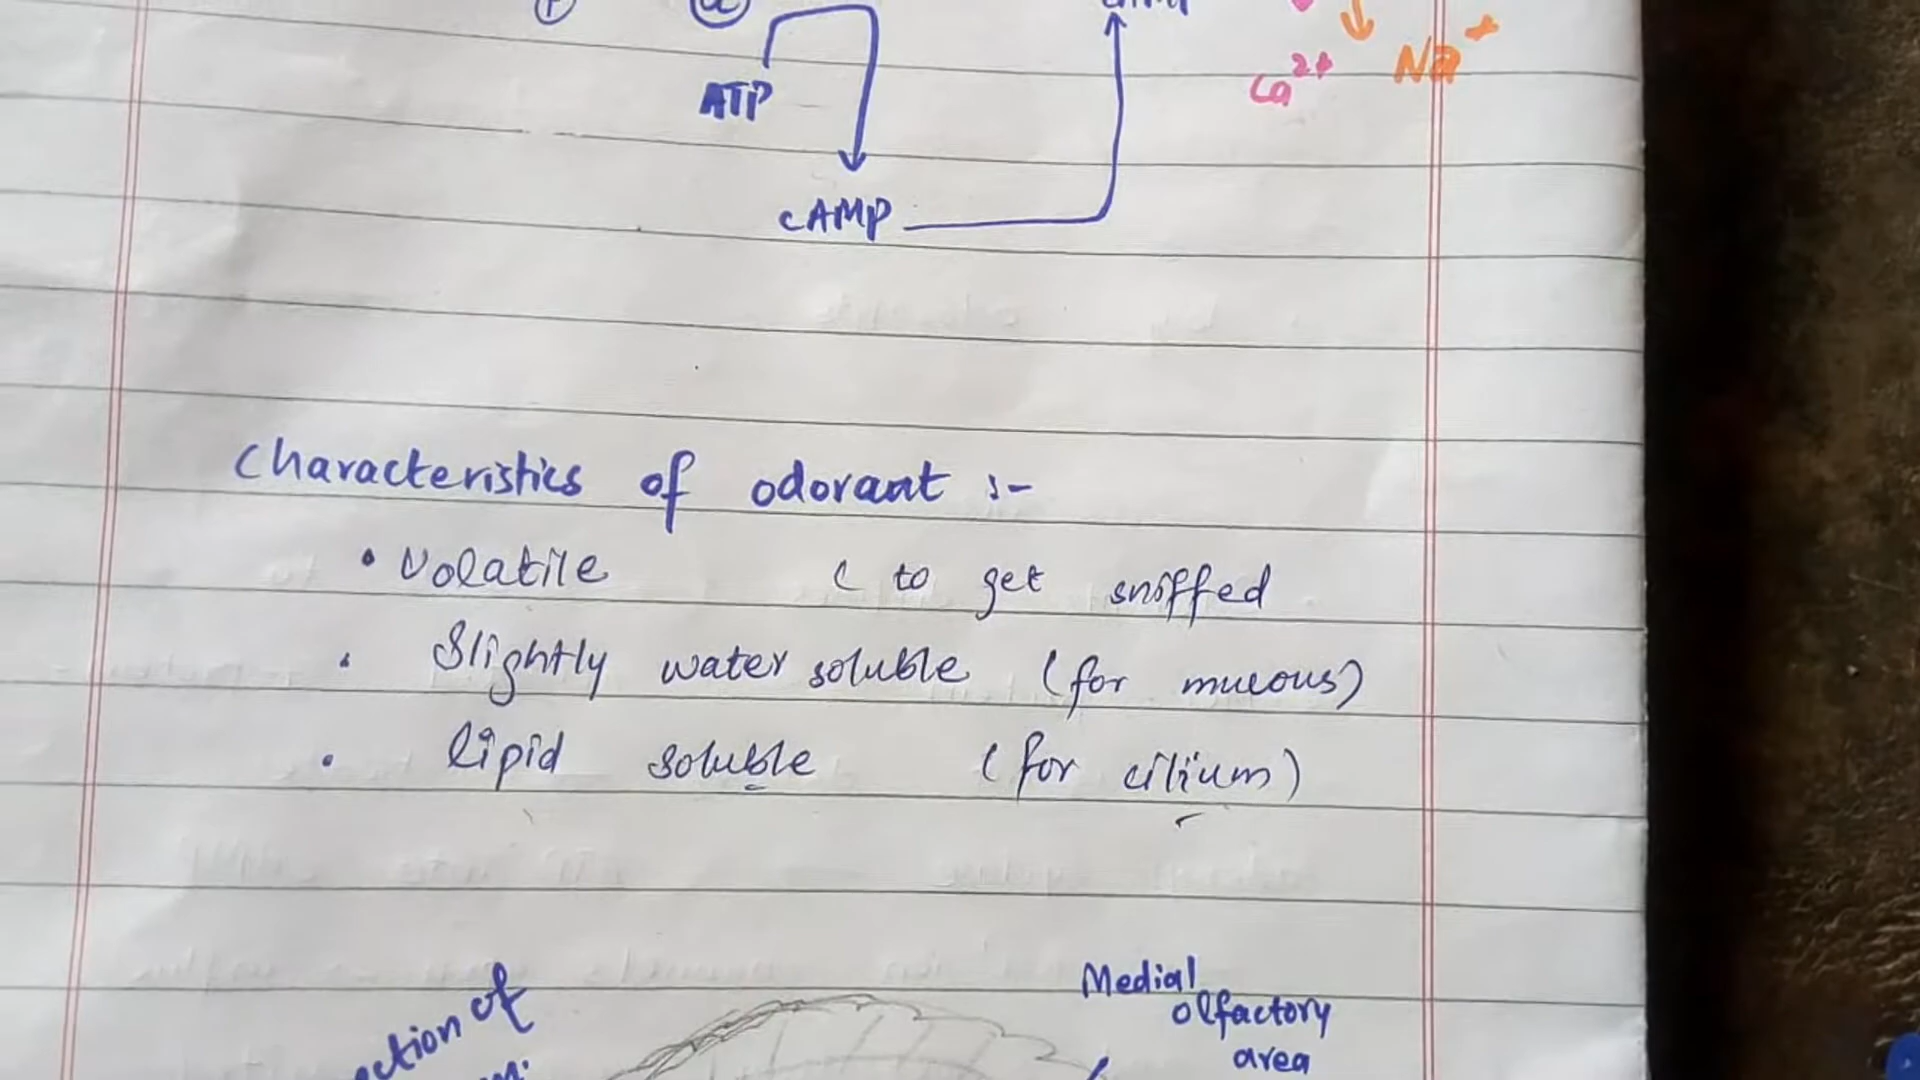 ATP
Ca2+
Na+
cAMP
Characteristics of odorant :-
• Volatile ( to get sniffed
• Slightly water soluble (for mucous)
• lipid soluble (for cilium)
Medial
olfactory
area
of